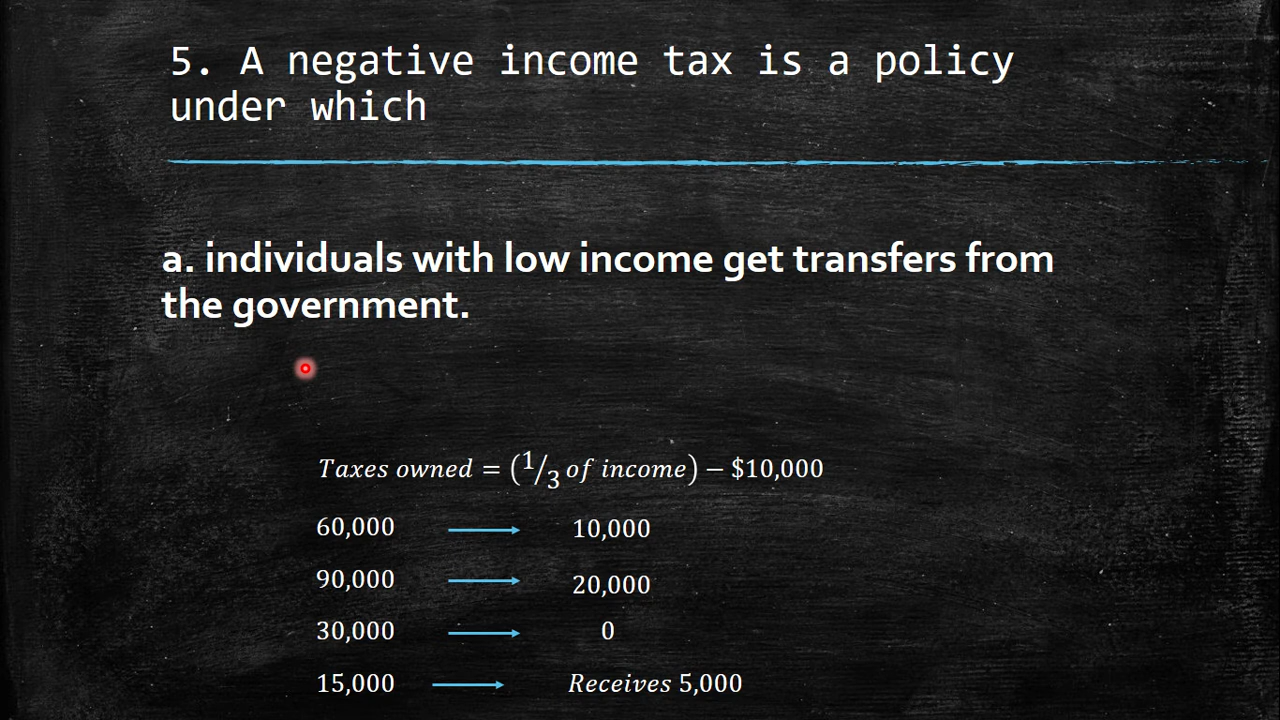 5. A negative income tax is a policy
under which
a. individuals with low income get transfers from
the government.
Taxes owned = (1/3 of income) − $10,000
60,000 → 10,000
90,000 → 20,000
30,000 → 0
15,000 → Receives 5,000